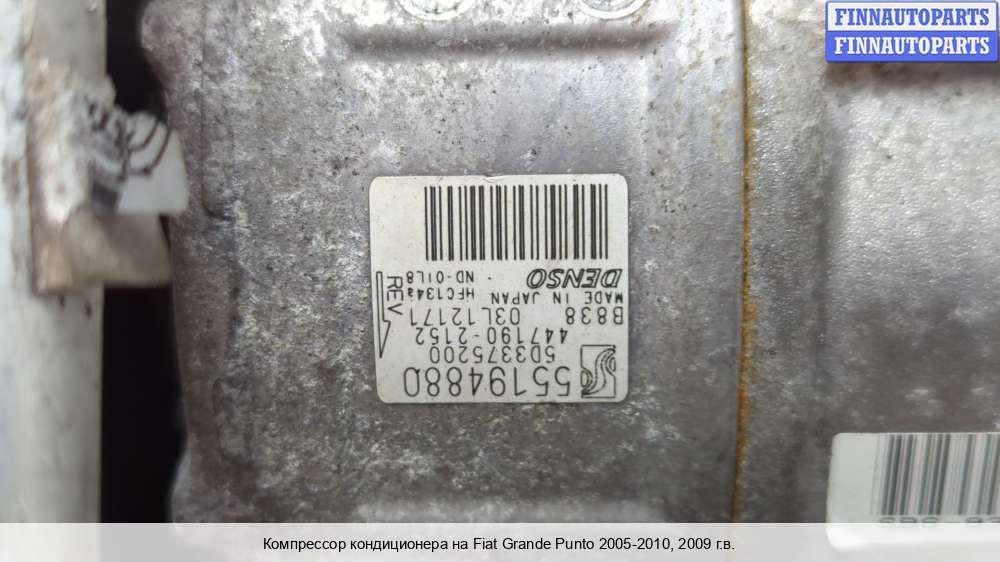 FINNAUTOPARTS
FINNAUTOPARTS
55194880
5D3375200
447190-2152
B838 03L12171
MADE IN JAPAN HFC134a
REV
DENSO ND-OIL8
Компрессор кондиционера на Fiat Grande Punto 2005-2010, 2009 г.в.